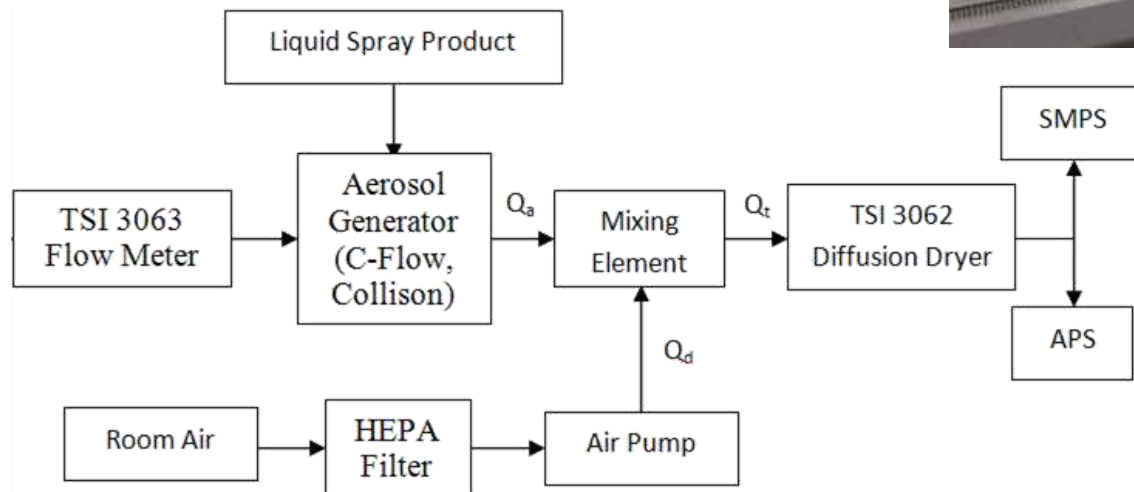 Liquid Spray Product
SMPS
TSI 3063
Flow Meter
Aerosol
Generator
(C-Flow,
Collison)
Qₐ
Mixing
Element
Qₜ
TSI 3062
Diffusion Dryer
APS
Q_d
Room Air
HEPA
Filter
Air Pump